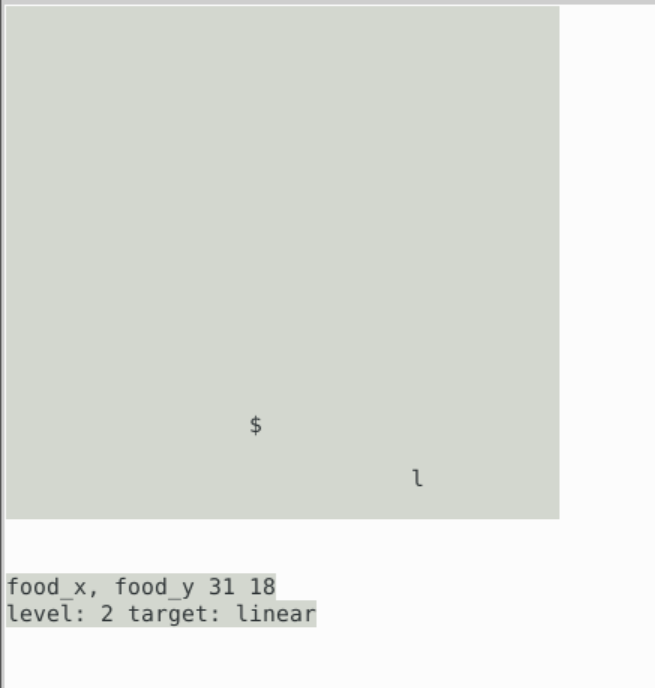 $
l
food_x, food_y 31 18
level: 2 target: linear